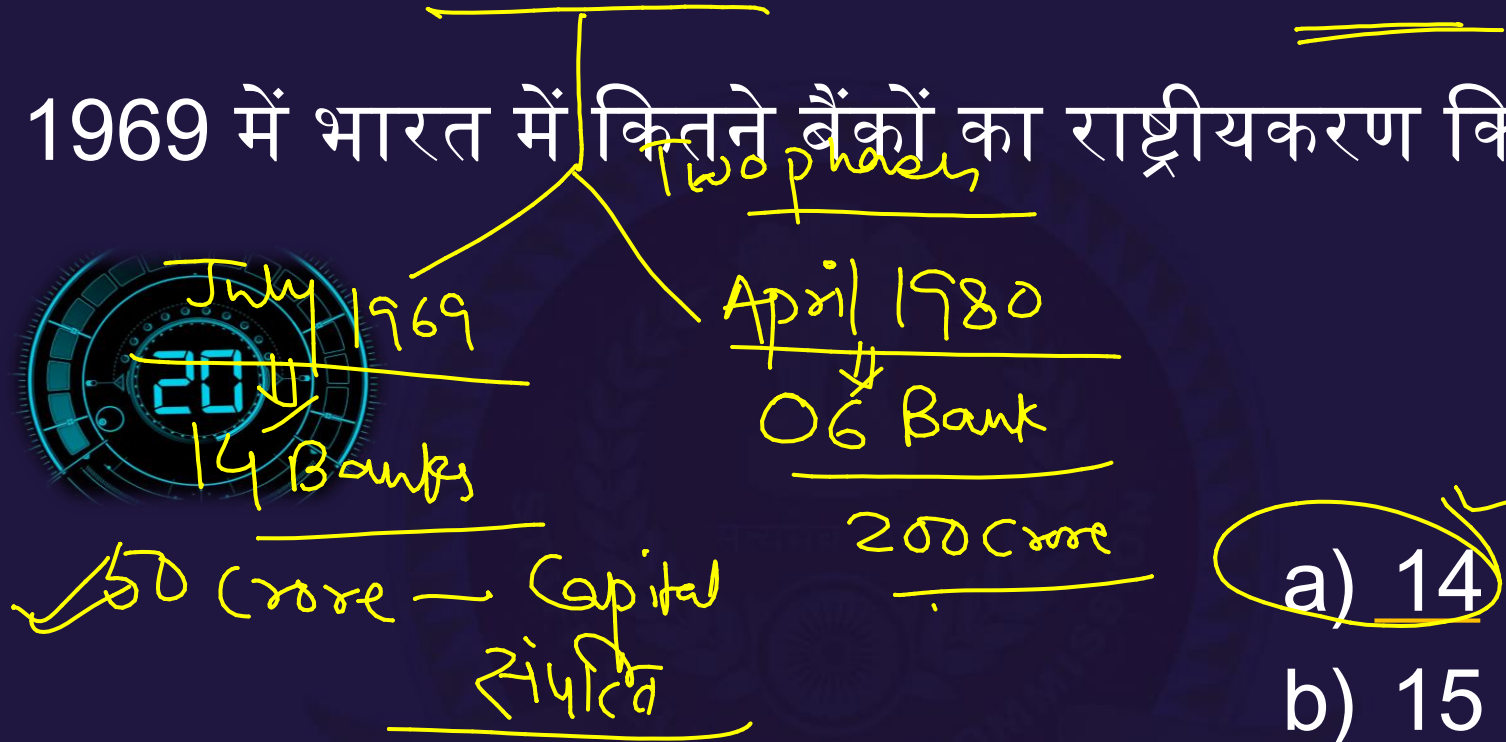 1969 में भारत में कितने बैंकों का राष्ट्रीयकरण कि
Two phases
July 1969
April 1980
20
14 Banks
06 Bank
50 Crore — Capital
200 Crore
संपत्ति
a) 14
b) 15